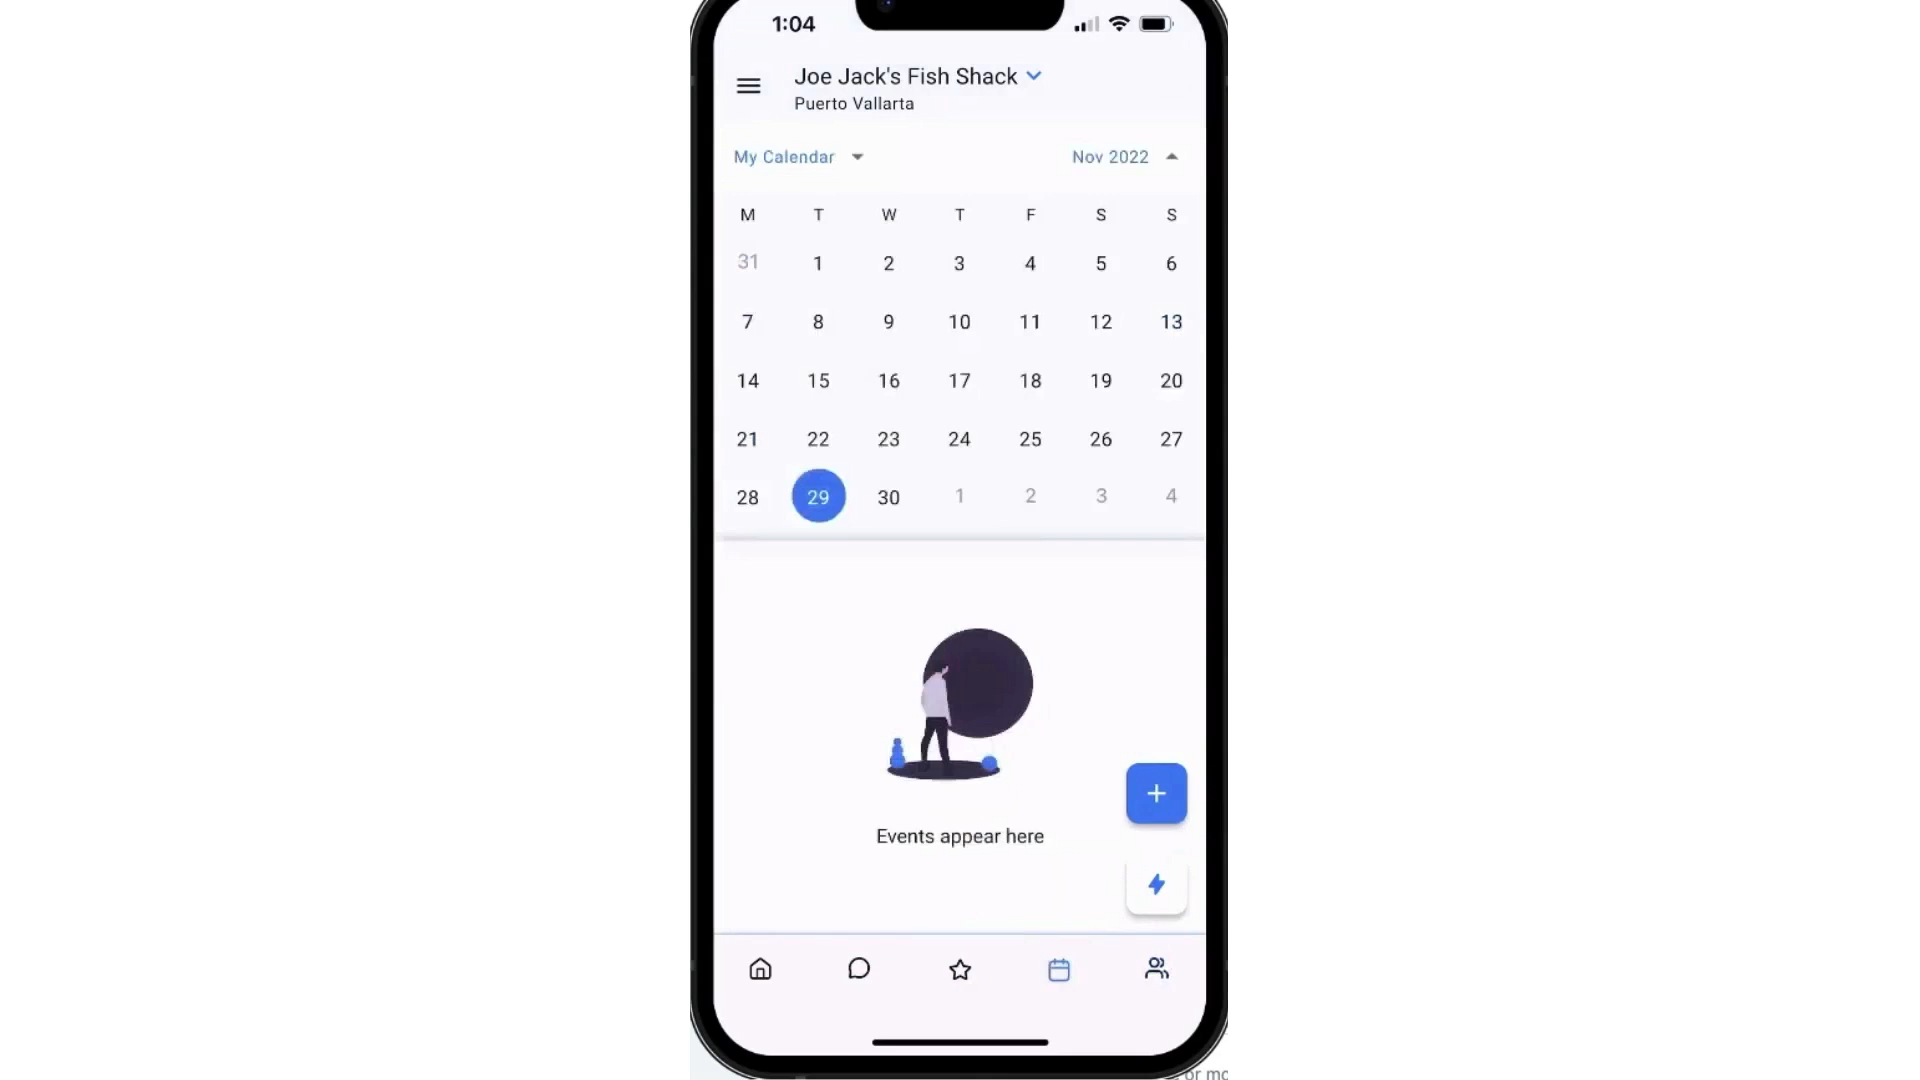 1:04
Joe Jack's Fish Shack
Puerto Vallarta
My Calendar Nov 2022
M T W T F S S
31 1 2 3 4 5 6
7 8 9 10 11 12 13
14 15 16 17 18 19 20
21 22 23 24 25 26 27
28 29 30 1 2 3 4
Events appear here
or mo